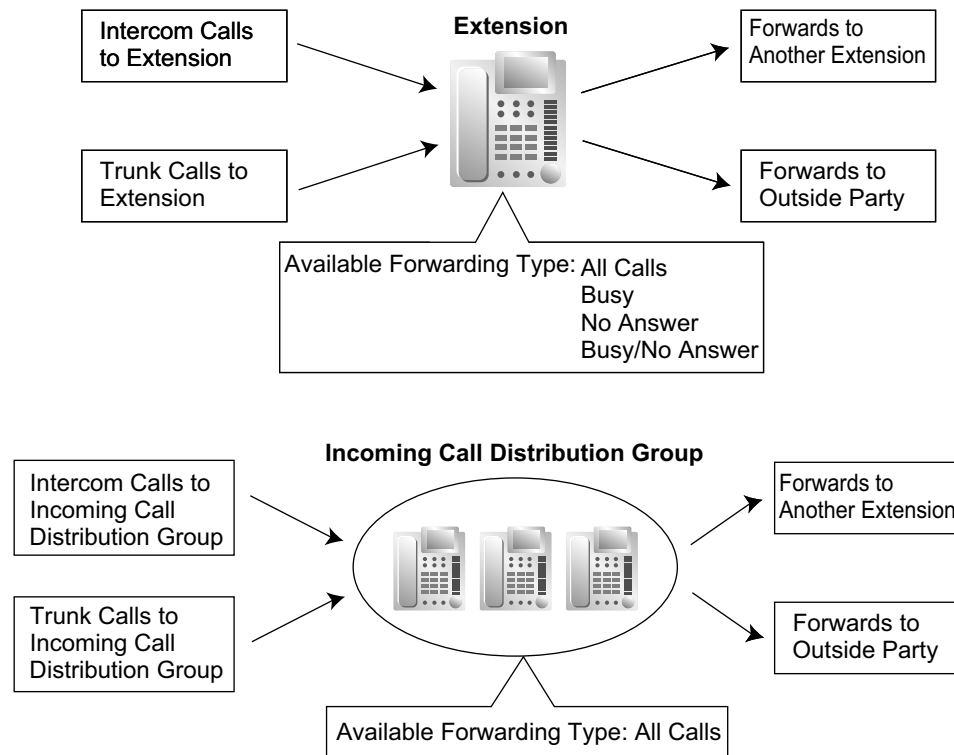 Intercom Calls
to Extension
Extension
Forwards to
Another Extension
Trunk Calls to
Extension
Forwards to
Outside Party
Available Forwarding Type: All Calls
Busy
No Answer
Busy/No Answer
Incoming Call Distribution Group
Intercom Calls to
Incoming Call
Distribution Group
Forwards to
Another Extension
Trunk Calls to
Incoming Call
Distribution Group
Forwards to
Outside Party
Available Forwarding Type: All Calls